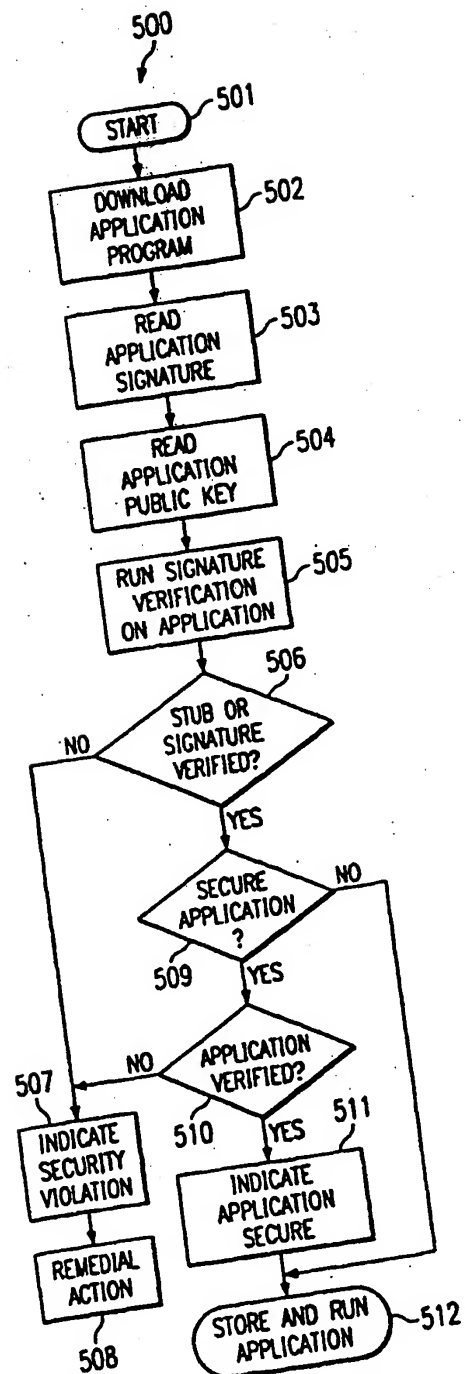 500
START
501
DOWNLOAD
APPLICATION
PROGRAM
502
READ
APPLICATION
SIGNATURE
503
READ
APPLICATION
PUBLIC KEY
504
RUN SIGNATURE
VERIFICATION
ON APPLICATION
505
506
STUB OR
SIGNATURE
VERIFIED?
NO
YES
SECURE
APPLICATION
?
509
NO
YES
APPLICATION
VERIFIED?
510
NO
YES
507
INDICATE
SECURITY
VIOLATION
REMEDIAL
ACTION
508
511
INDICATE
APPLICATION
SECURE
STORE AND RUN
APPLICATION
512